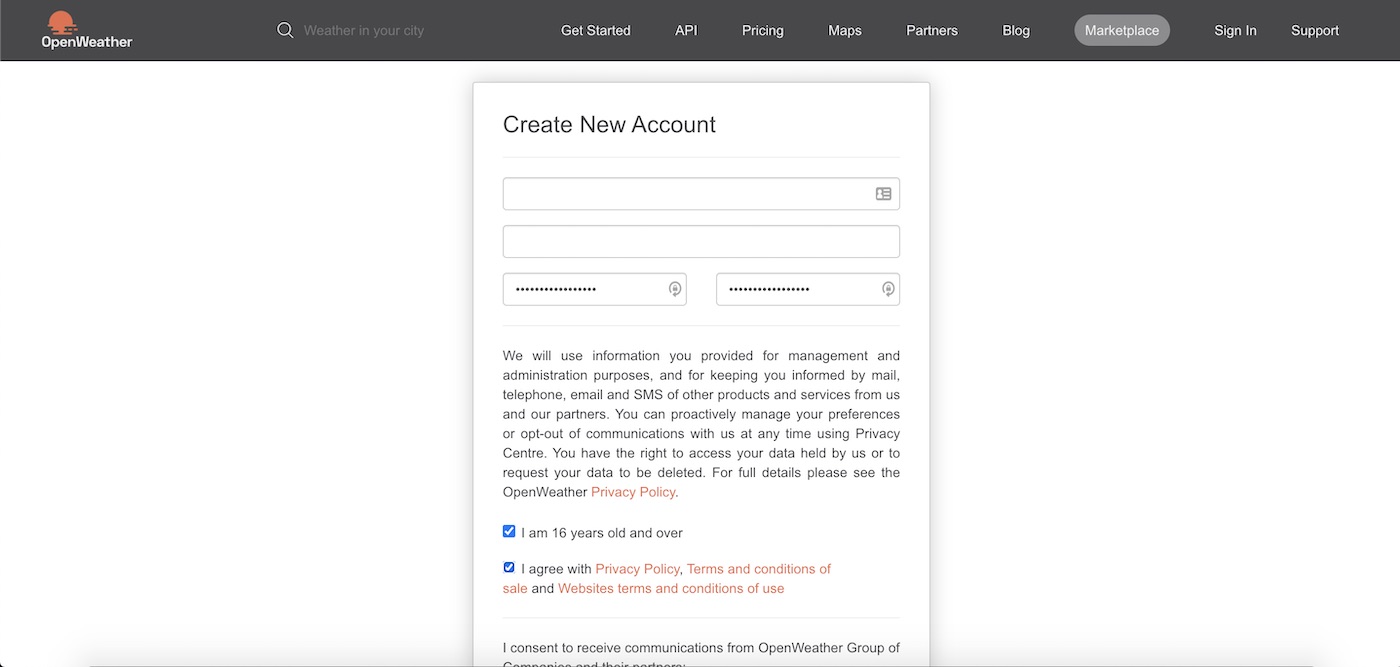 OpenWeather
Weather in your city
Get Started
API
Pricing
Maps
Partners
Blog
Marketplace
Sign In
Support
Create New Account
•••••••••••••••••
•••••••••••••••••
We will use information you provided for management and
administration purposes, and for keeping you informed by mail,
telephone, email and SMS of other products and services from us
and our partners. You can proactively manage your preferences
or opt-out of communications with us at any time using Privacy
Centre. You have the right to access your data held by us or to
request your data to be deleted. For full details please see the
OpenWeather Privacy Policy.
I am 16 years old and over
I agree with Privacy Policy, Terms and conditions of
sale and Websites terms and conditions of use
I consent to receive communications from OpenWeather Group of
Companies and their partners: